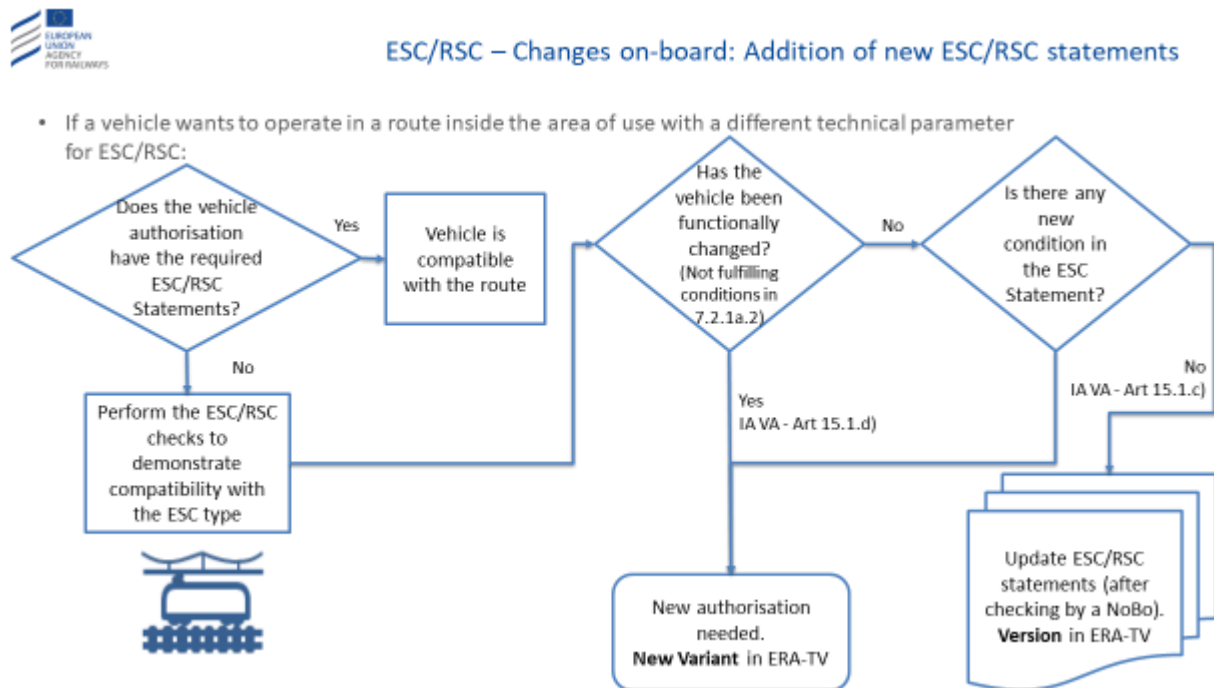 EUROPEAN
UNION
AGENCY
FOR RAILWAYS
ESC/RSC – Changes on-board: Addition of new ESC/RSC statements
• If a vehicle wants to operate in a route inside the area of use with a different technical parameter
for ESC/RSC:
Does the vehicle
authorisation
have the required
ESC/RSC
Statements?
Yes
Vehicle is
compatible
with the route
No
Perform the ESC/RSC
checks to
demonstrate
compatibility with
the ESC type
Has the
vehicle been
functionally
changed?
(Not fulfilling
conditions in
7.2.1a.2)
No
Yes
IA VA - Art 15.1.d)
Is there any
new
condition in
the ESC
Statement?
No
IA VA - Art 15.1.c)
New authorisation
needed.
New Variant in ERA-TV
Update ESC/RSC
statements (after
checking by a NoBo).
Version in ERA-TV